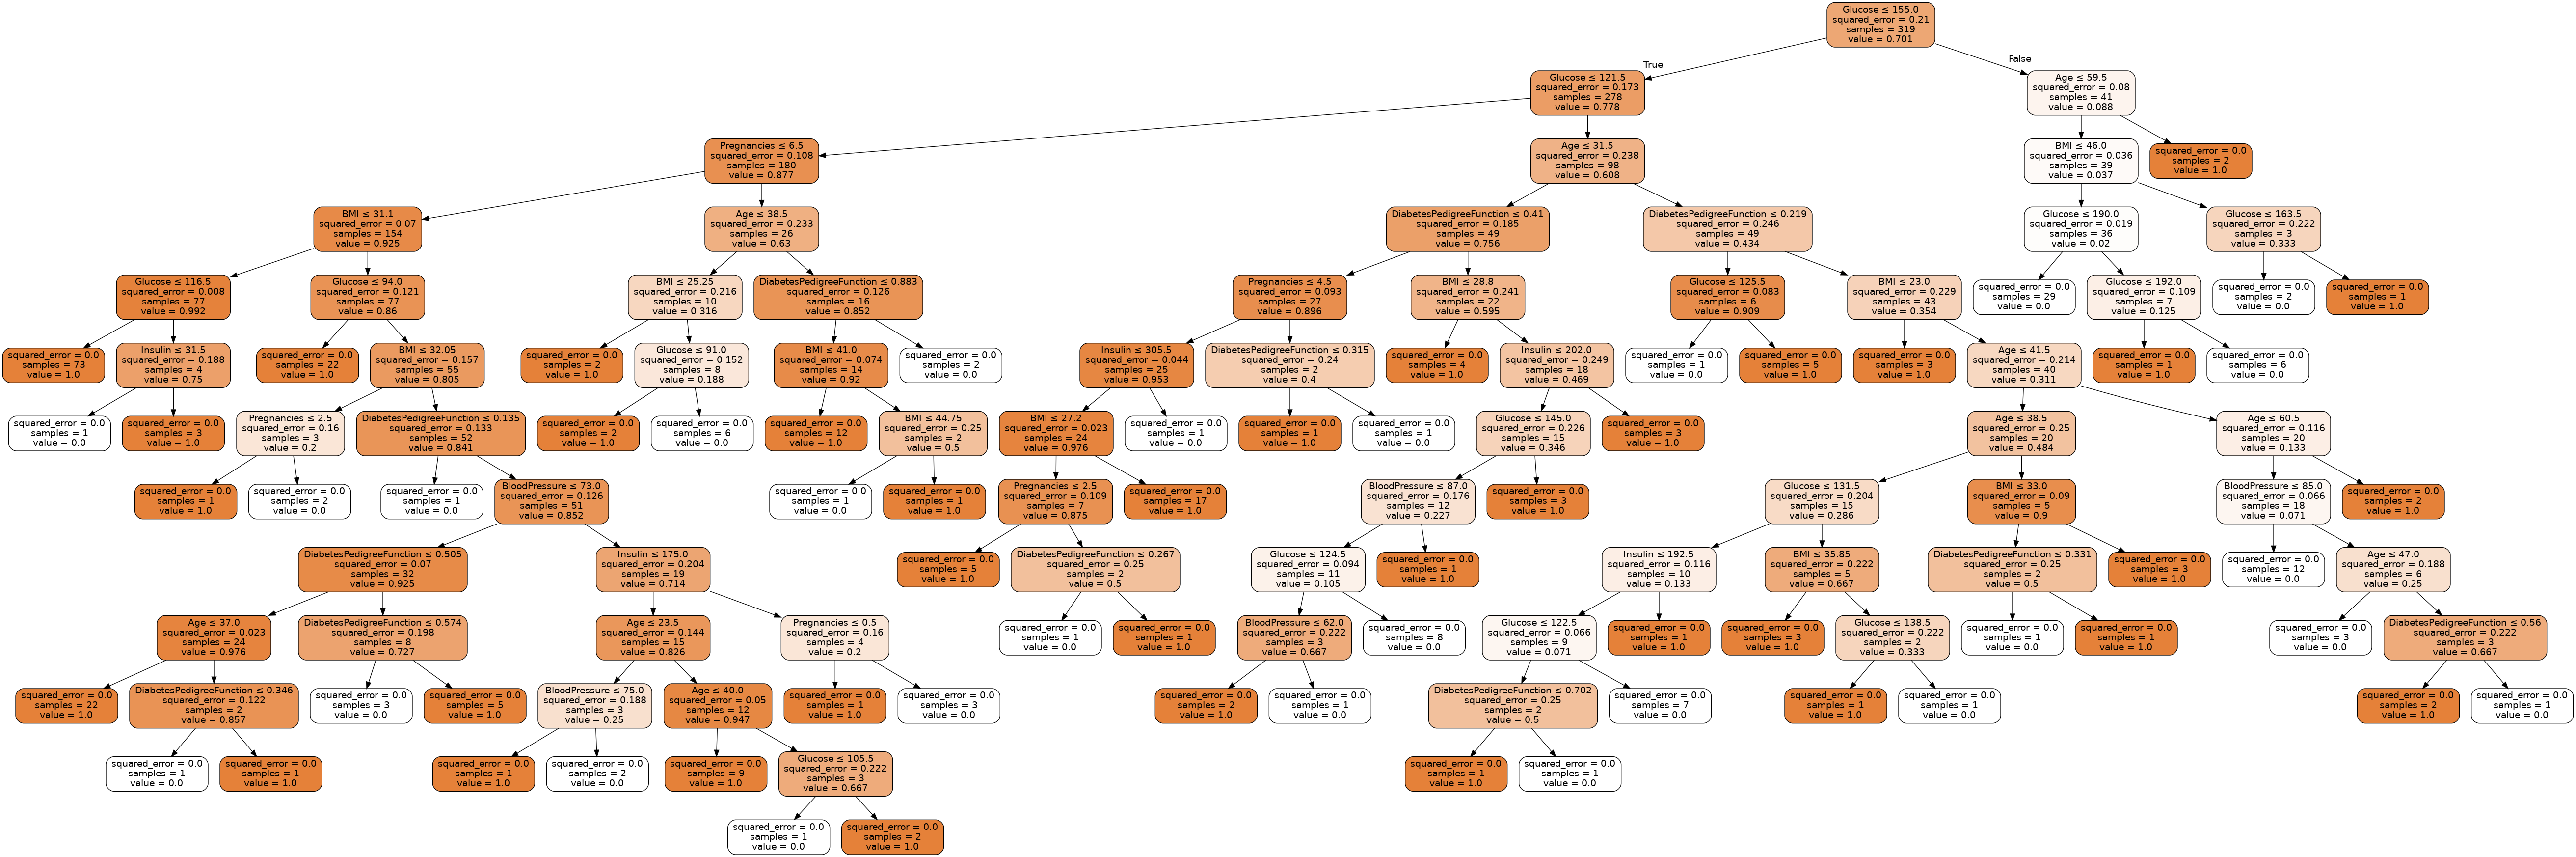 Glucose ≤ 155.0
squared_error = 0.21
samples = 319
value = 0.701
True
False
Glucose ≤ 121.5
squared_error = 0.173
samples = 278
value = 0.778
Age ≤ 59.5
squared_error = 0.08
samples = 41
value = 0.088
Pregnancies ≤ 6.5
squared_error = 0.108
samples = 180
value = 0.877
Age ≤ 31.5
squared_error = 0.238
samples = 98
value = 0.608
BMI ≤ 46.0
squared_error = 0.036
samples = 39
value = 0.037
squared_error = 0.0
samples = 2
value = 1.0
BMI ≤ 31.1
squared_error = 0.07
samples = 154
value = 0.925
Age ≤ 38.5
squared_error = 0.233
samples = 26
value = 0.63
DiabetesPedigreeFunction ≤ 0.41
squared_error = 0.185
samples = 49
value = 0.756
DiabetesPedigreeFunction ≤ 0.219
squared_error = 0.246
samples = 49
value = 0.434
Glucose ≤ 190.0
squared_error = 0.019
samples = 36
value = 0.02
Glucose ≤ 163.5
squared_error = 0.222
samples = 3
value = 0.333
Glucose ≤ 116.5
squared_error = 0.008
samples = 77
value = 0.992
Glucose ≤ 94.0
squared_error = 0.121
samples = 77
value = 0.86
BMI ≤ 25.25
squared_error = 0.216
samples = 10
value = 0.316
DiabetesPedigreeFunction ≤ 0.883
squared_error = 0.126
samples = 16
value = 0.852
Pregnancies ≤ 4.5
squared_error = 0.093
samples = 27
value = 0.896
BMI ≤ 28.8
squared_error = 0.241
samples = 22
value = 0.595
Glucose ≤ 125.5
squared_error = 0.083
samples = 6
value = 0.909
BMI ≤ 23.0
squared_error = 0.229
samples = 43
value = 0.354
squared_error = 0.0
samples = 29
value = 0.0
Glucose ≤ 192.0
squared_error = 0.109
samples = 7
value = 0.125
squared_error = 0.0
samples = 2
value = 0.0
squared_error = 0.0
samples = 1
value = 1.0
squared_error = 0.0
samples = 73
value = 1.0
Insulin ≤ 31.5
squared_error = 0.188
samples = 4
value = 0.75
squared_error = 0.0
samples = 22
value = 1.0
BMI ≤ 32.05
squared_error = 0.157
samples = 55
value = 0.805
squared_error = 0.0
samples = 2
value = 1.0
Glucose ≤ 91.0
squared_error = 0.152
samples = 8
value = 0.188
BMI ≤ 41.0
squared_error = 0.074
samples = 14
value = 0.92
squared_error = 0.0
samples = 2
value = 0.0
Insulin ≤ 305.5
squared_error = 0.044
samples = 25
value = 0.953
DiabetesPedigreeFunction ≤ 0.315
squared_error = 0.24
samples = 2
value = 0.4
squared_error = 0.0
samples = 4
value = 1.0
Insulin ≤ 202.0
squared_error = 0.249
samples = 18
value = 0.469
squared_error = 0.0
samples = 1
value = 0.0
squared_error = 0.0
samples = 5
value = 1.0
squared_error = 0.0
samples = 3
value = 1.0
Age ≤ 41.5
squared_error = 0.214
samples = 40
value = 0.311
squared_error = 0.0
samples = 1
value = 1.0
squared_error = 0.0
samples = 6
value = 0.0
squared_error = 0.0
samples = 1
value = 0.0
squared_error = 0.0
samples = 3
value = 1.0
Pregnancies ≤ 2.5
squared_error = 0.16
samples = 3
value = 0.2
DiabetesPedigreeFunction ≤ 0.135
squared_error = 0.133
samples = 52
value = 0.841
squared_error = 0.0
samples = 2
value = 1.0
squared_error = 0.0
samples = 6
value = 0.0
squared_error = 0.0
samples = 12
value = 1.0
BMI ≤ 44.75
squared_error = 0.25
samples = 2
value = 0.5
BMI ≤ 27.2
squared_error = 0.023
samples = 24
value = 0.976
squared_error = 0.0
samples = 1
value = 0.0
squared_error = 0.0
samples = 1
value = 1.0
squared_error = 0.0
samples = 1
value = 0.0
Glucose ≤ 145.0
squared_error = 0.226
samples = 15
value = 0.346
squared_error = 0.0
samples = 3
value = 1.0
Age ≤ 38.5
squared_error = 0.25
samples = 20
value = 0.484
Age ≤ 60.5
squared_error = 0.116
samples = 20
value = 0.133
squared_error = 0.0
samples = 1
value = 1.0
squared_error = 0.0
samples = 2
value = 0.0
squared_error = 0.0
samples = 1
value = 0.0
BloodPressure ≤ 73.0
squared_error = 0.126
samples = 51
value = 0.852
squared_error = 0.0
samples = 1
value = 0.0
squared_error = 0.0
samples = 1
value = 1.0
Pregnancies ≤ 2.5
squared_error = 0.109
samples = 7
value = 0.875
squared_error = 0.0
samples = 17
value = 1.0
BloodPressure ≤ 87.0
squared_error = 0.176
samples = 12
value = 0.227
squared_error = 0.0
samples = 3
value = 1.0
Glucose ≤ 131.5
squared_error = 0.204
samples = 15
value = 0.286
BMI ≤ 33.0
squared_error = 0.09
samples = 5
value = 0.9
BloodPressure ≤ 85.0
squared_error = 0.066
samples = 18
value = 0.071
squared_error = 0.0
samples = 2
value = 1.0
DiabetesPedigreeFunction ≤ 0.505
squared_error = 0.07
samples = 32
value = 0.925
Insulin ≤ 175.0
squared_error = 0.204
samples = 19
value = 0.714
squared_error = 0.0
samples = 5
value = 1.0
DiabetesPedigreeFunction ≤ 0.267
squared_error = 0.25
samples = 2
value = 0.5
Glucose ≤ 124.5
squared_error = 0.094
samples = 11
value = 0.105
squared_error = 0.0
samples = 1
value = 1.0
Insulin ≤ 192.5
squared_error = 0.116
samples = 10
value = 0.133
BMI ≤ 35.85
squared_error = 0.222
samples = 5
value = 0.667
DiabetesPedigreeFunction ≤ 0.331
squared_error = 0.25
samples = 2
value = 0.5
squared_error = 0.0
samples = 3
value = 1.0
squared_error = 0.0
samples = 12
value = 0.0
Age ≤ 47.0
squared_error = 0.188
samples = 6
value = 0.25
Age ≤ 37.0
squared_error = 0.023
samples = 24
value = 0.976
DiabetesPedigreeFunction ≤ 0.574
squared_error = 0.198
samples = 8
value = 0.727
Age ≤ 23.5
squared_error = 0.144
samples = 15
value = 0.826
Pregnancies ≤ 0.5
squared_error = 0.16
samples = 4
value = 0.2
squared_error = 0.0
samples = 1
value = 0.0
squared_error = 0.0
samples = 1
value = 1.0
BloodPressure ≤ 62.0
squared_error = 0.222
samples = 3
value = 0.667
squared_error = 0.0
samples = 8
value = 0.0
Glucose ≤ 122.5
squared_error = 0.066
samples = 9
value = 0.071
squared_error = 0.0
samples = 1
value = 1.0
squared_error = 0.0
samples = 3
value = 1.0
Glucose ≤ 138.5
squared_error = 0.222
samples = 2
value = 0.333
squared_error = 0.0
samples = 1
value = 0.0
squared_error = 0.0
samples = 1
value = 1.0
squared_error = 0.0
samples = 3
value = 0.0
DiabetesPedigreeFunction ≤ 0.56
squared_error = 0.222
samples = 3
value = 0.667
squared_error = 0.0
samples = 22
value = 1.0
DiabetesPedigreeFunction ≤ 0.346
squared_error = 0.122
samples = 2
value = 0.857
squared_error = 0.0
samples = 3
value = 0.0
squared_error = 0.0
samples = 5
value = 1.0
BloodPressure ≤ 75.0
squared_error = 0.188
samples = 3
value = 0.25
Age ≤ 40.0
squared_error = 0.05
samples = 12
value = 0.947
squared_error = 0.0
samples = 1
value = 1.0
squared_error = 0.0
samples = 3
value = 0.0
squared_error = 0.0
samples = 2
value = 1.0
squared_error = 0.0
samples = 1
value = 0.0
DiabetesPedigreeFunction ≤ 0.702
squared_error = 0.25
samples = 2
value = 0.5
squared_error = 0.0
samples = 7
value = 0.0
squared_error = 0.0
samples = 1
value = 1.0
squared_error = 0.0
samples = 1
value = 0.0
squared_error = 0.0
samples = 2
value = 1.0
squared_error = 0.0
samples = 1
value = 0.0
squared_error = 0.0
samples = 1
value = 0.0
squared_error = 0.0
samples = 1
value = 1.0
squared_error = 0.0
samples = 1
value = 1.0
squared_error = 0.0
samples = 2
value = 0.0
squared_error = 0.0
samples = 9
value = 1.0
Glucose ≤ 105.5
squared_error = 0.222
samples = 3
value = 0.667
squared_error = 0.0
samples = 1
value = 1.0
squared_error = 0.0
samples = 1
value = 0.0
squared_error = 0.0
samples = 1
value = 0.0
squared_error = 0.0
samples = 2
value = 1.0